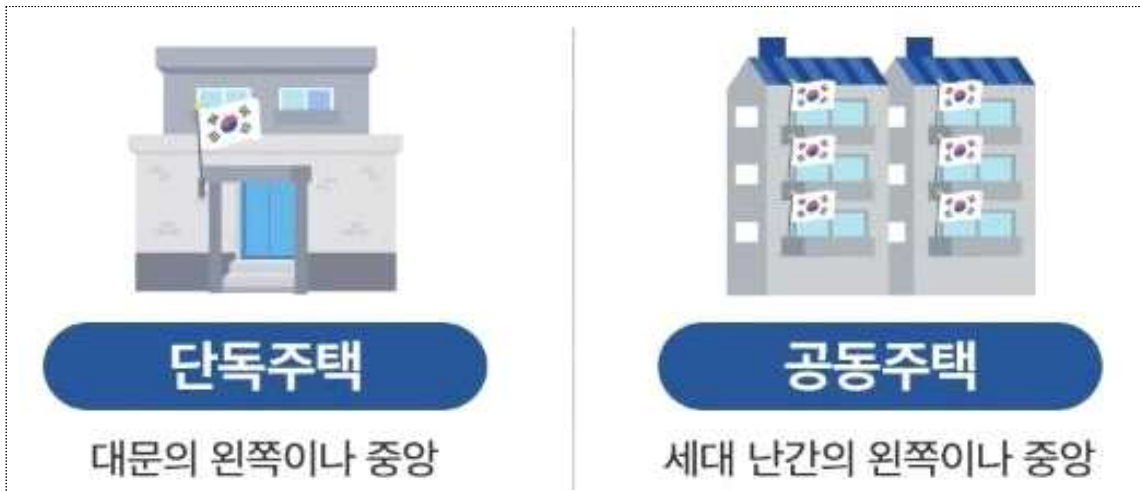 단독주택
대문의 왼쪽이나 중앙
공동주택
세대 난간의 왼쪽이나 중앙